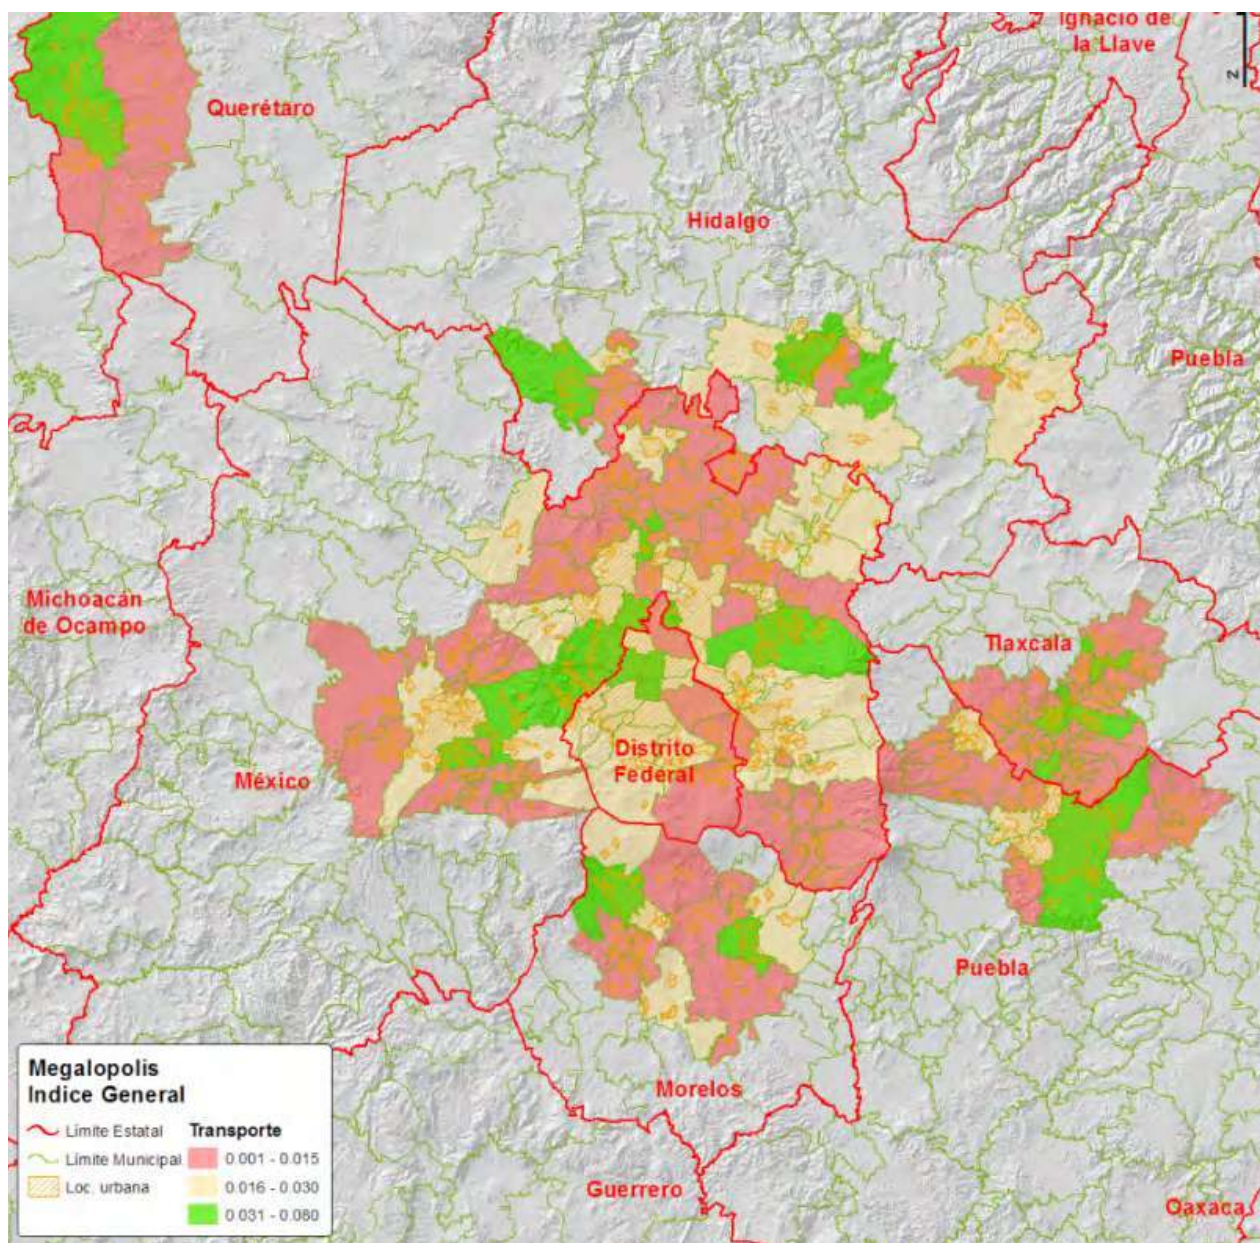 Ignacio de
la Llave
N
Querétaro
Hidalgo
Puebla
Michoacán
de Ocampo
Tlaxcala
México
Distrito
Federal
Puebla
Morelos
Guerrero
Oaxaca
Megalopolis
Indice General
Limite Estatal
Limite Municipal
Loc. urbana
Transporte
0.001 - 0.015
0.016 - 0.030
0.031 - 0.080